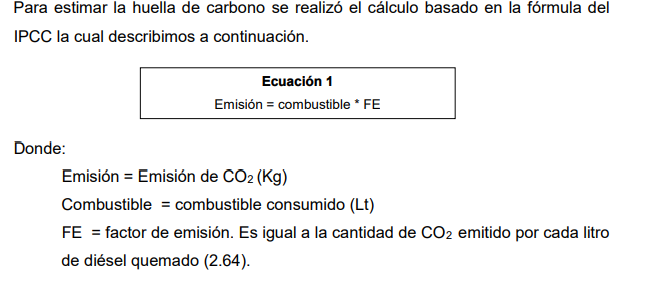 Para estimar la huella de carbono se realizó el cálculo basado en la fórmula del
IPCC la cual describimos a continuación.
Ecuación 1
Emisión = combustible * FE
Donde:
Emisión = Emisión de CO2 (Kg)
Combustible = combustible consumido (Lt)
FE = factor de emisión. Es igual a la cantidad de CO2 emitido por cada litro
de diésel quemado (2.64).